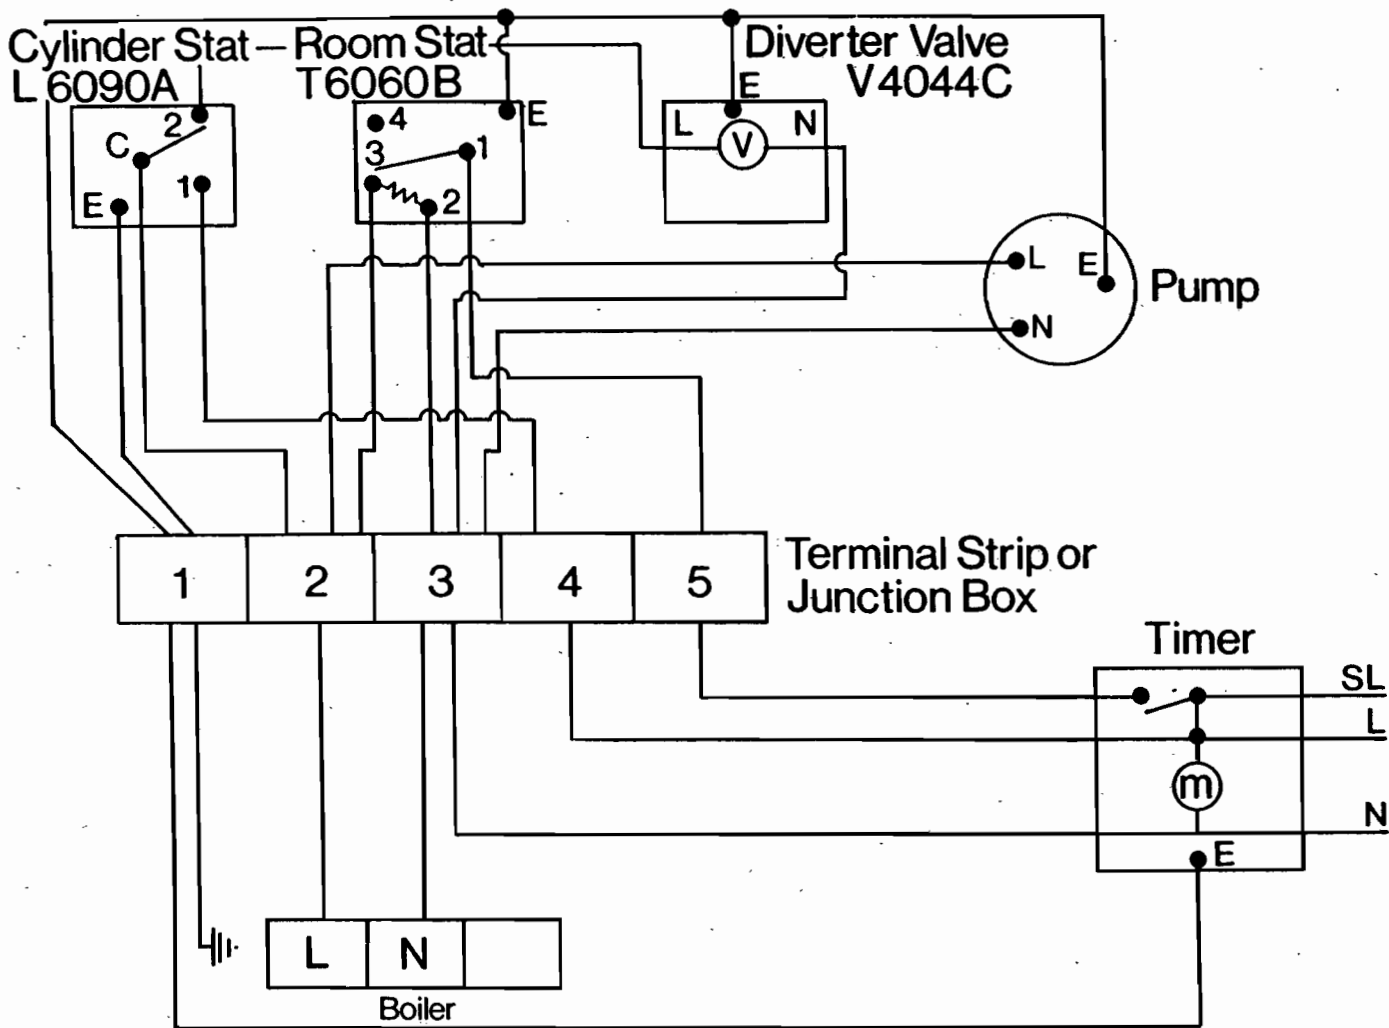 Cylinder Stat – Room Stat
L 6090A
T6060B
Diverter Valve
V4044C
2
C
1
E
4
E
3
1
2
E
L
V
N
L
E
N
Pump
1
2
3
4
5
Terminal Strip or
Junction Box
Timer
SL
L
m
N
E
L
N
Boiler